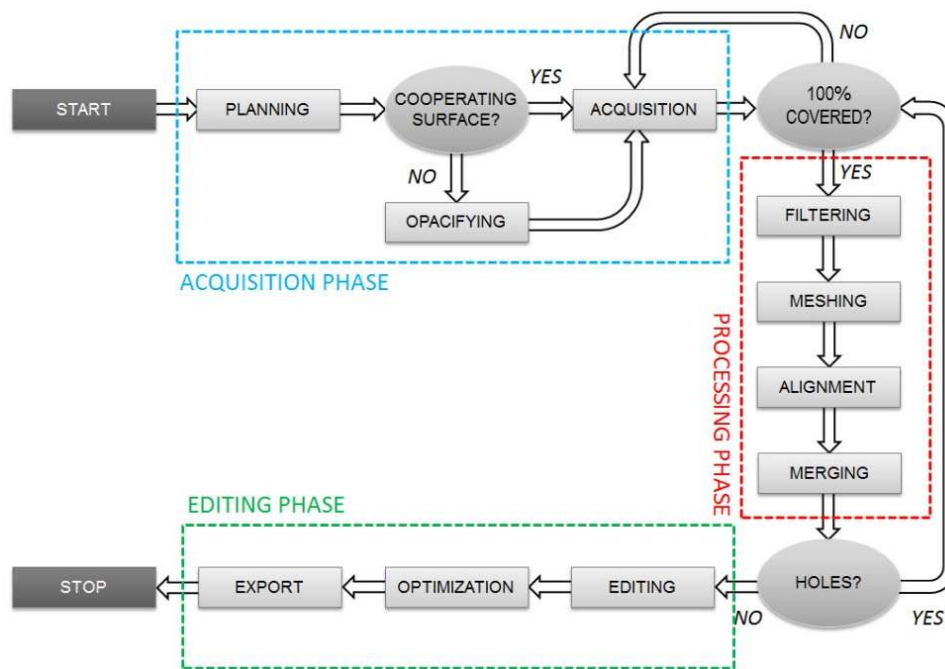 NO
START
PLANNING
COOPERATING
SURFACE?
YES
ACQUISITION
100%
COVERED?
NO
YES
OPACIFYING
FILTERING
ACQUISITION PHASE
MESHING
PROCESSING PHASE
ALIGNMENT
MERGING
EDITING PHASE
STOP
EXPORT
OPTIMIZATION
EDITING
HOLES?
NO
YES